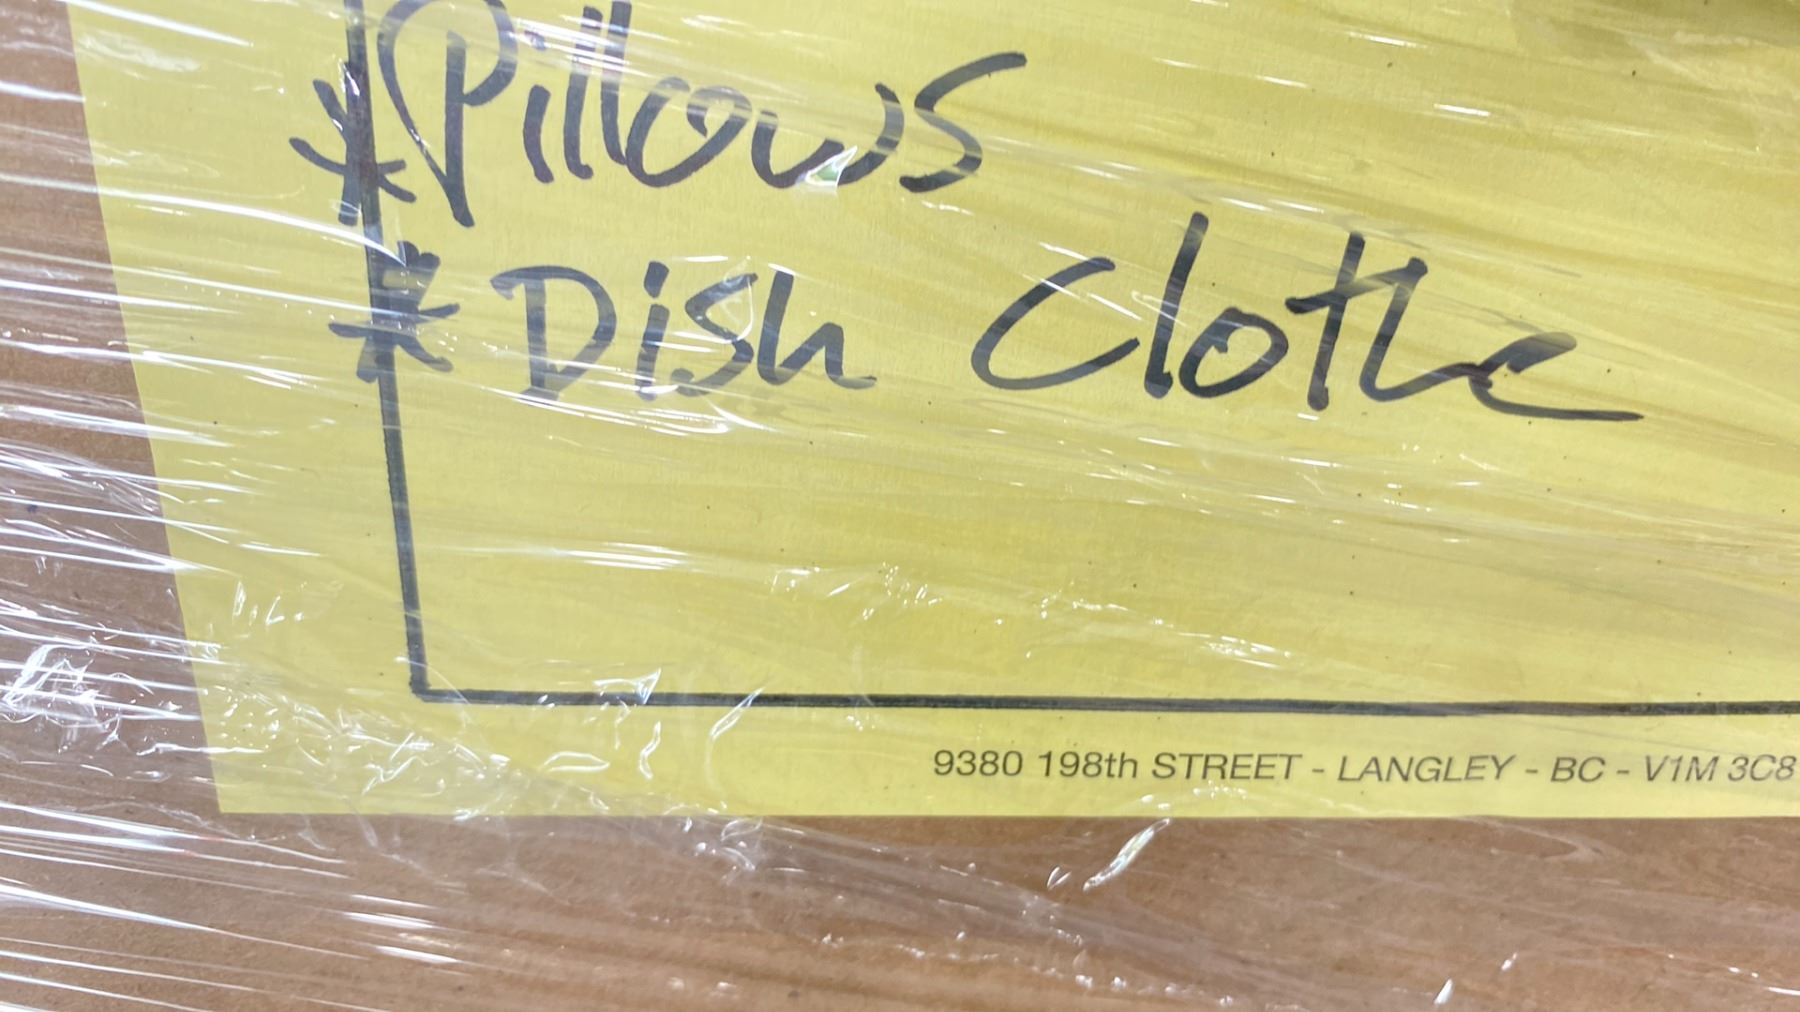 * Pillows
* Dish Clothe
9380 198th STREET - LANGLEY - BC - V1M 3C8